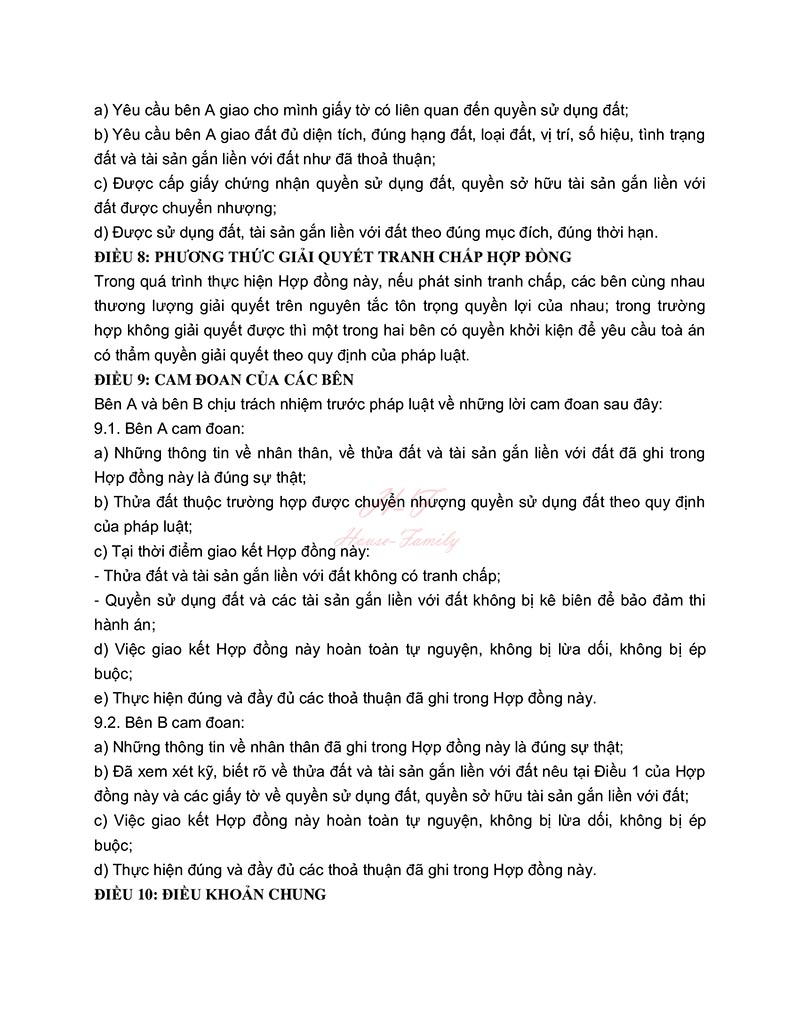 a) Yêu cầu bên A giao cho mình giấy tờ có liên quan đến quyền sử dụng đất;
b) Yêu cầu bên A giao đất đủ diện tích, đúng hạng đất, loại đất, vị trí, số hiệu, tình trạng
đất và tài sản gắn liền với đất như đã thoả thuận;
c) Được cấp giấy chứng nhận quyền sử dụng đất, quyền sở hữu tài sản gắn liền với
đất được chuyển nhượng;
d) Được sử dụng đất, tài sản gắn liền với đất theo đúng mục đích, đúng thời hạn.
ĐIỀU 8: PHƯƠNG THỨC GIẢI QUYẾT TRANH CHẤP HỢP ĐỒNG
Trong quá trình thực hiện Hợp đồng này, nếu phát sinh tranh chấp, các bên cùng nhau
thương lượng giải quyết trên nguyên tắc tôn trọng quyền lợi của nhau; trong trường
hợp không giải quyết được thì một trong hai bên có quyền khởi kiện để yêu cầu toà án
có thẩm quyền giải quyết theo quy định của pháp luật.
ĐIỀU 9: CAM ĐOAN CỦA CÁC BÊN
Bên A và bên B chịu trách nhiệm trước pháp luật về những lời cam đoan sau đây:
9.1. Bên A cam đoan:
a) Những thông tin về nhân thân, về thửa đất và tài sản gắn liền với đất đã ghi trong
Hợp đồng này là đúng sự thật;
b) Thửa đất thuộc trường hợp được chuyển nhượng quyền sử dụng đất theo quy định
của pháp luật;
House-Family
c) Tại thời điểm giao kết Hợp đồng này:
- Thửa đất và tài sản gắn liền với đất không có tranh chấp;
- Quyền sử dụng đất và các tài sản gắn liền với đất không bị kê biên để bảo đảm thi
hành án;
d) Việc giao kết Hợp đồng này hoàn toàn tự nguyện, không bị lừa dối, không bị ép
buộc;
e) Thực hiện đúng và đầy đủ các thoả thuận đã ghi trong Hợp đồng này.
9.2. Bên B cam đoan:
a) Những thông tin về nhân thân đã ghi trong Hợp đồng này là đúng sự thật;
b) Đã xem xét kỹ, biết rõ về thửa đất và tài sản gắn liền với đất nêu tại Điều 1 của Hợp
đồng này và các giấy tờ về quyền sử dụng đất, quyền sở hữu tài sản gắn liền với đất;
c) Việc giao kết Hợp đồng này hoàn toàn tự nguyện, không bị lừa dối, không bị ép
buộc;
d) Thực hiện đúng và đầy đủ các thoả thuận đã ghi trong Hợp đồng này.
ĐIỀU 10: ĐIỀU KHOẢN CHUNG